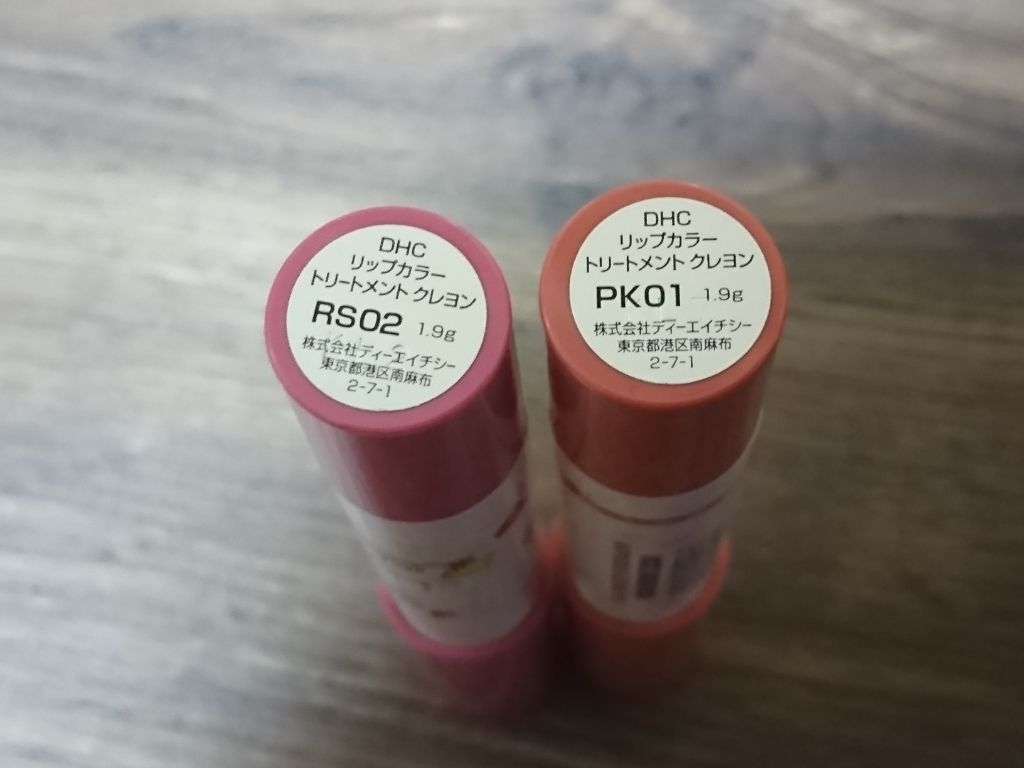 DHC
リップカラー
トリートメント クレヨン
RS02 1.9g
株式会社ディーエイチシー
東京都港区南麻布
2-7-1
DHC
リップカラー
トリートメント クレヨン
PK01 1.9g
株式会社ディーエイチシー
東京都港区南麻布
2-7-1